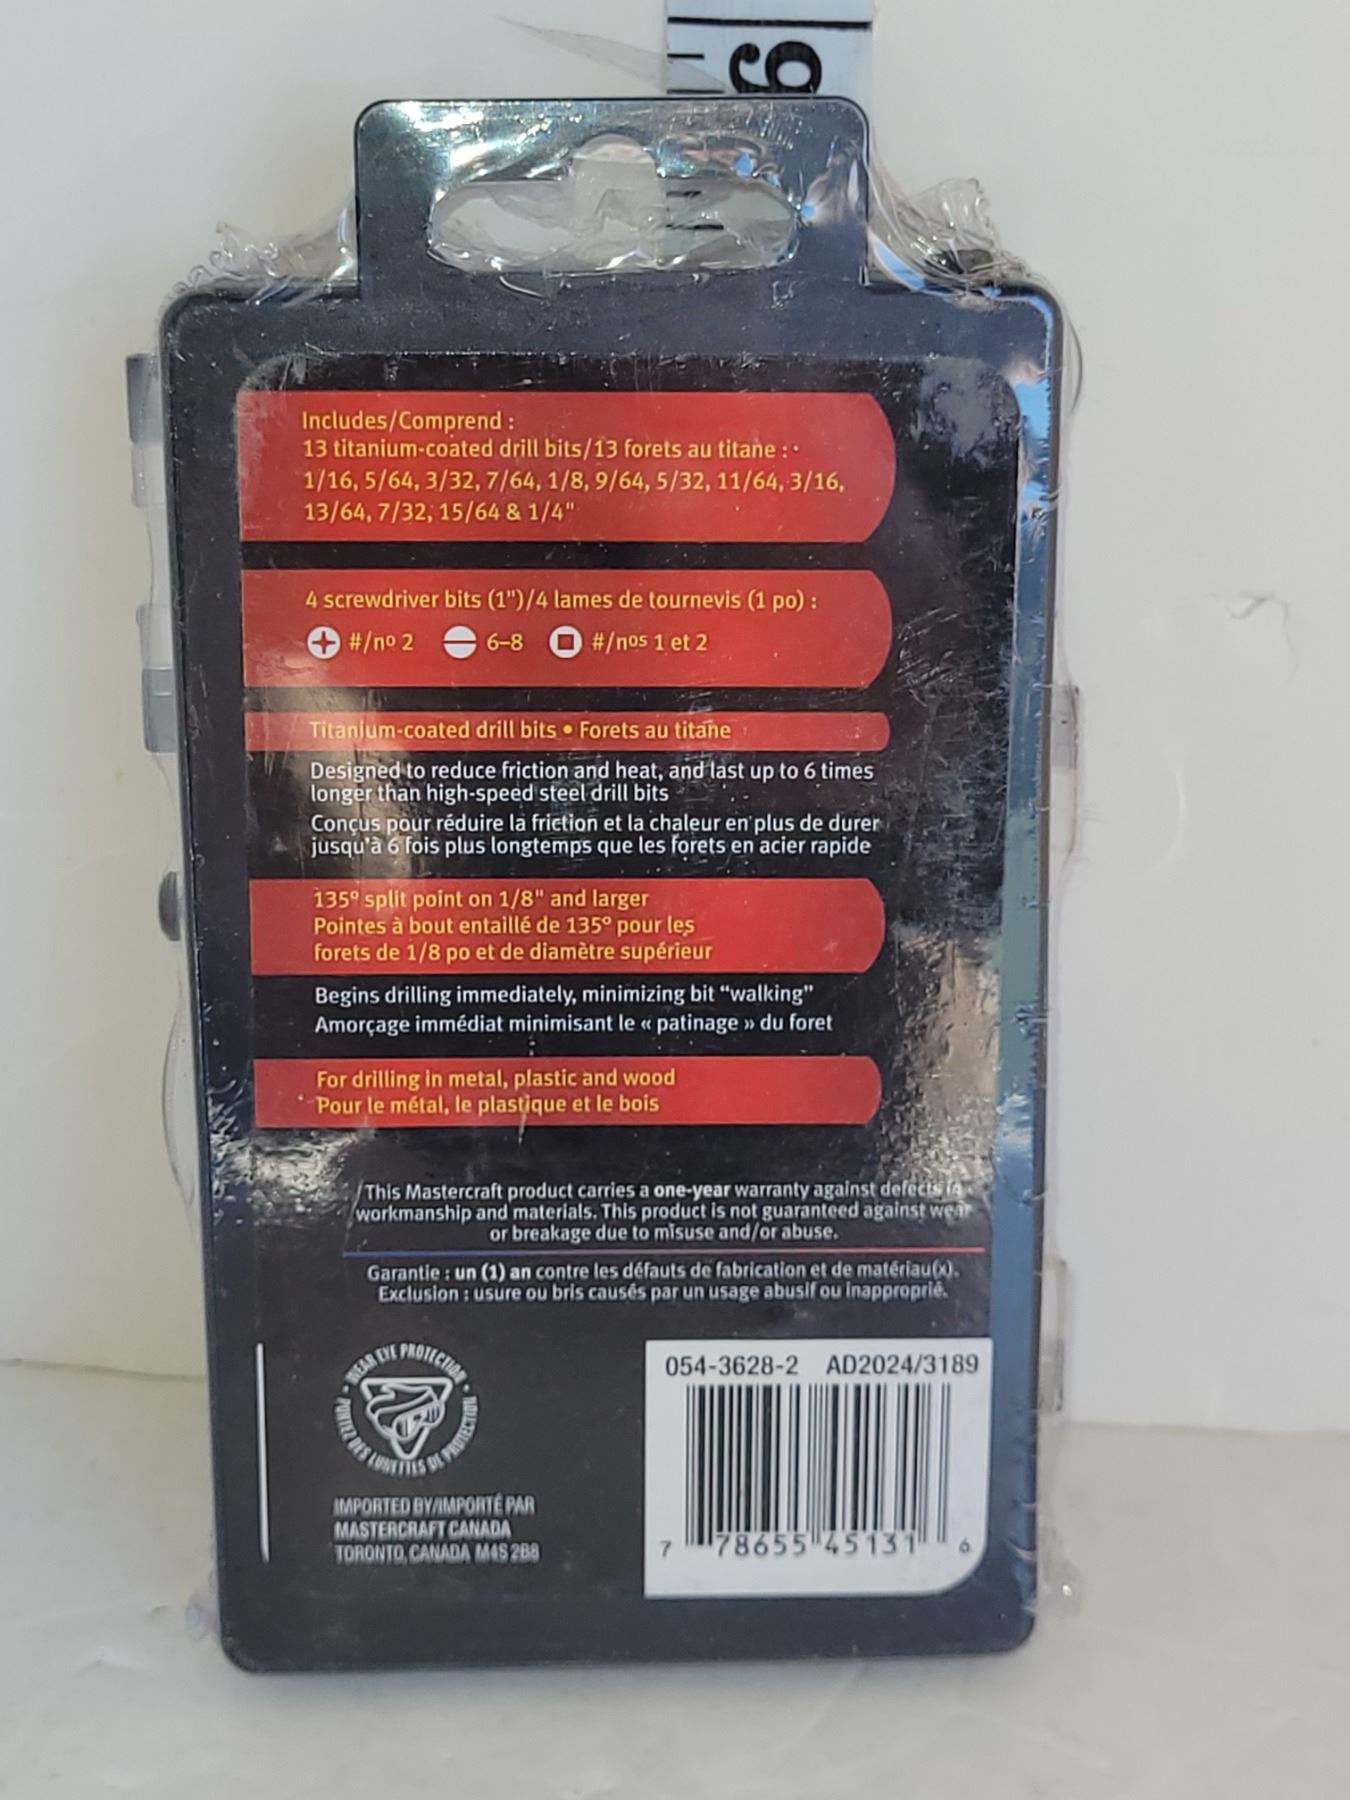 6
Includes/Comprend :
13 titanium-coated drill bits/13 forets au titane :
1/16, 5/64, 3/32, 7/64, 1/8, 9/64, 5/32, 11/64, 3/16,
13/64, 7/32, 15/64 & 1/4"
4 screwdriver bits (1")/4 lames de tournevis (1 po) :
#/nº 2 6–8 #/nos 1 et 2
Titanium-coated drill bits • Forets au titane
Designed to reduce friction and heat, and last up to 6 times
longer than high-speed steel drill bits
Conçus pour réduire la friction et la chaleur en plus de durer
jusqu'à 6 fois plus longtemps que les forets en acier rapide
135° split point on 1/8" and larger
Pointes à bout entaillé de 135° pour les
forets de 1/8 po et de diamètre supérieur
Begins drilling immediately, minimizing bit “walking”
Amorçage immédiat minimisant le « patinage » du foret
For drilling in metal, plastic and wood
Pour le métal, le plastique et le bois
This Mastercraft product carries a one-year warranty against defects in
workmanship and materials. This product is not guaranteed against wear
or breakage due to misuse and/or abuse.
Garantie : un (1) an contre les défauts de fabrication et de matériau(x).
Exclusion : usure ou bris causés par un usage abusif ou inapproprié.
• WEAR EYE PROTECTION •
PORTEZ DES LUNETTES DE PROTECTION
IMPORTED BY/IMPORTÉ PAR
MASTERCRAFT CANADA
TORONTO, CANADA M4S 2B8
054-3628-2 AD2024/3189
7 78655 45131 6